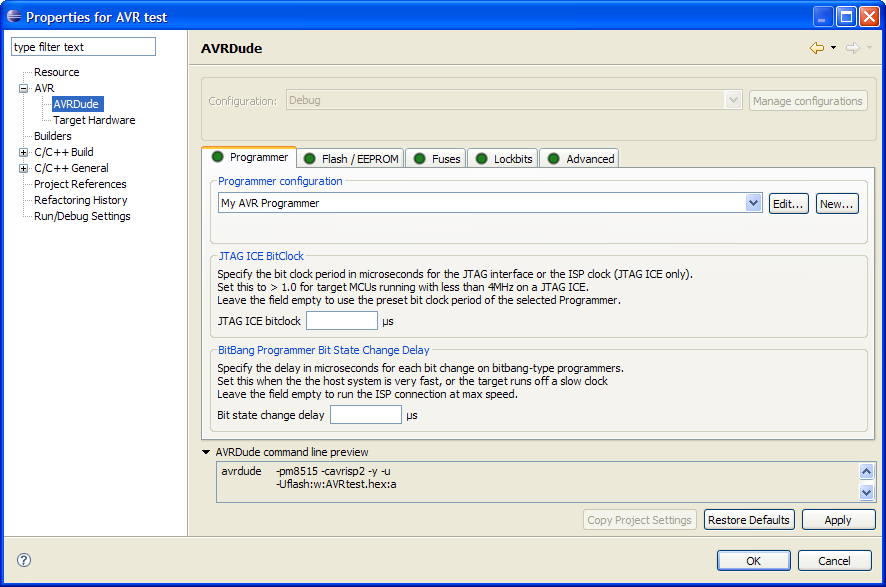 Properties for AVR test
type filter text
Resource
AVR
AVRDude
Target Hardware
Builders
C/C++ Build
C/C++ General
Project References
Refactoring History
Run/Debug Settings
AVRDude
Configuration: Debug Manage configurations
Programmer Flash / EEPROM Fuses Lockbits Advanced
Programmer configuration
My AVR Programmer Edit... New...
JTAG ICE BitClock
Specify the bit clock period in microseconds for the JTAG interface or the ISP clock (JTAG ICE only).
Set this to > 1.0 for target MCUs running with less than 4MHz on a JTAG ICE.
Leave the field empty to use the preset bit clock period of the selected Programmer.
JTAG ICE bitclock µs
BitBang Programmer Bit State Change Delay
Specify the delay in microseconds for each bit change on bitbang-type programmers.
Set this when the the host system is very fast, or the target runs off a slow clock
Leave the field empty to run the ISP connection at max speed.
Bit state change delay µs
AVRDude command line preview
avrdude -pm8515 -cavrisp2 -y -u
-Uflash:w:AVRtest.hex:a
Copy Project Settings Restore Defaults Apply
? OK Cancel